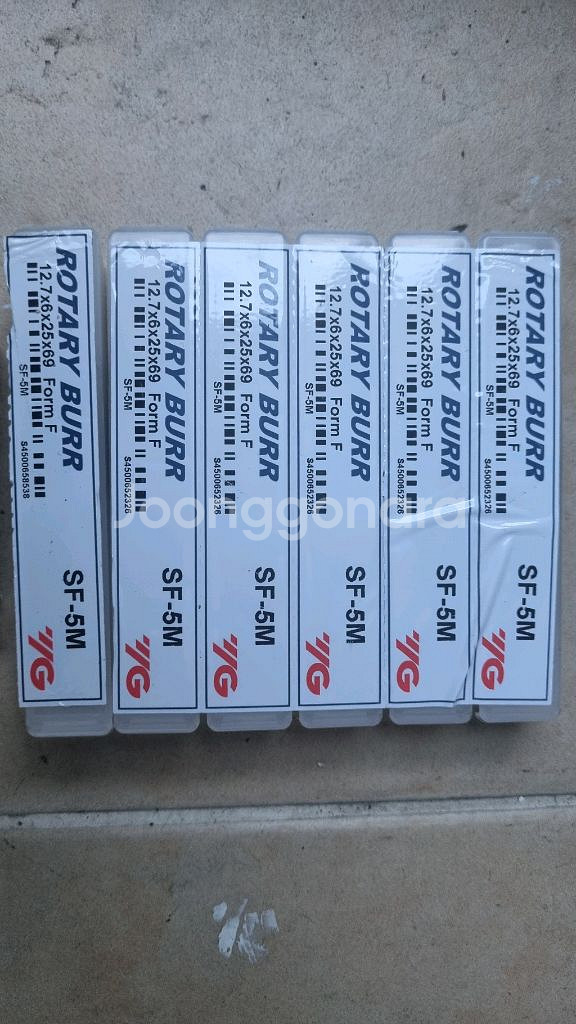 ROTARY BURR
12.7x6x25x69 Form F
SF-5M S4500658538
SF-5M
YG
ROTARY BURR
12.7x6x25x69 Form F
SF-5M S4500652326
SF-5M
YG
ROTARY BURR
12.7x6x25x69 Form F
SF-5M S4500652326
SF-5M
YG
ROTARY BURR
12.7x6x25x69 Form F
SF-5M S4500652326
SF-5M
YG
ROTARY BURR
12.7x6x25x69 Form F
SF-5M S4500652326
SF-5M
YG
ROTARY BURR
12.7x6x25x69 Form F
SF-5M S4500652326
SF-5M
YG
Joonggonara